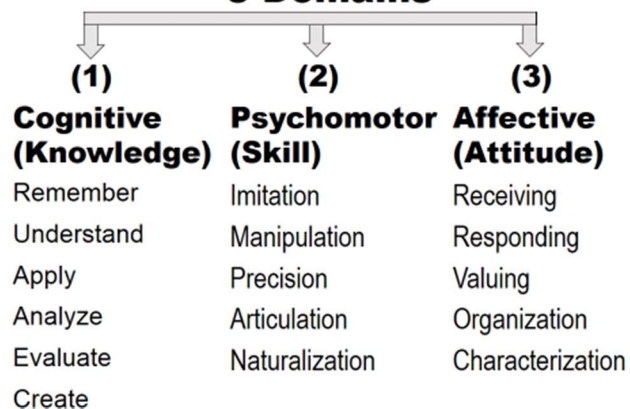 (1)
Cognitive
(Knowledge)
Remember
Understand
Apply
Analyze
Evaluate
Create
(2)
Psychomotor
(Skill)
Imitation
Manipulation
Precision
Articulation
Naturalization
(3)
Affective
(Attitude)
Receiving
Responding
Valuing
Organization
Characterization